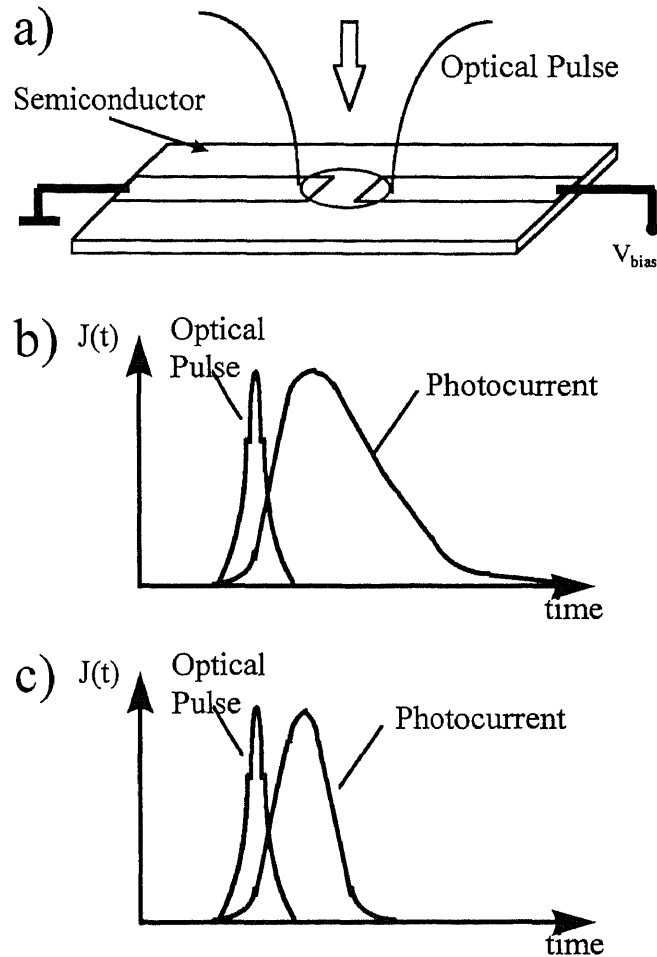 a)
Optical Pulse
Semiconductor
V_bias
b)
J(t)
Optical
Pulse
Photocurrent
time
c)
J(t)
Optical
Pulse
Photocurrent
time